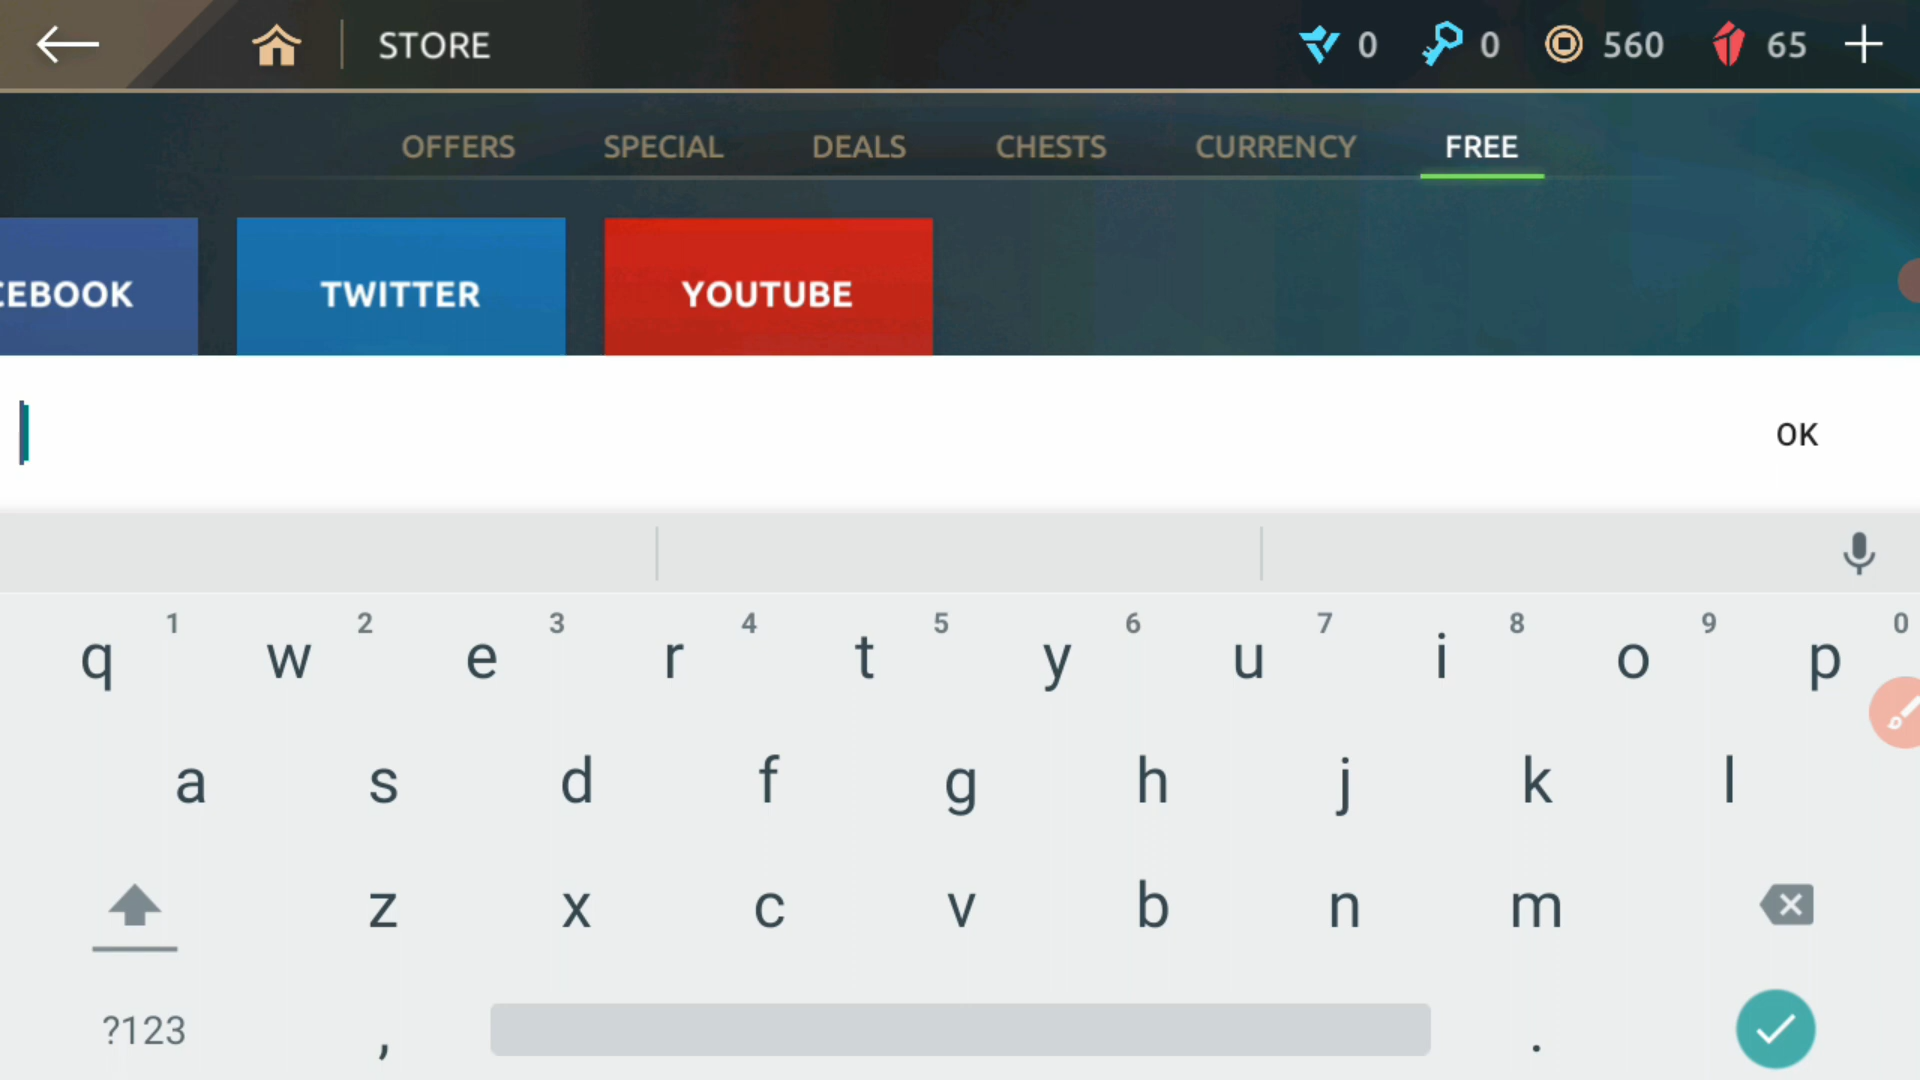 STORE 0 0 560 65
OFFERS SPECIAL DEALS CHESTS CURRENCY FREE
CEBOOK TWITTER YOUTUBE
OK
1 2 3 4 5 6 7 8 9 0
q w e r t y u i o p
a s d f g h j k l
z x c v b n m
?123 , .